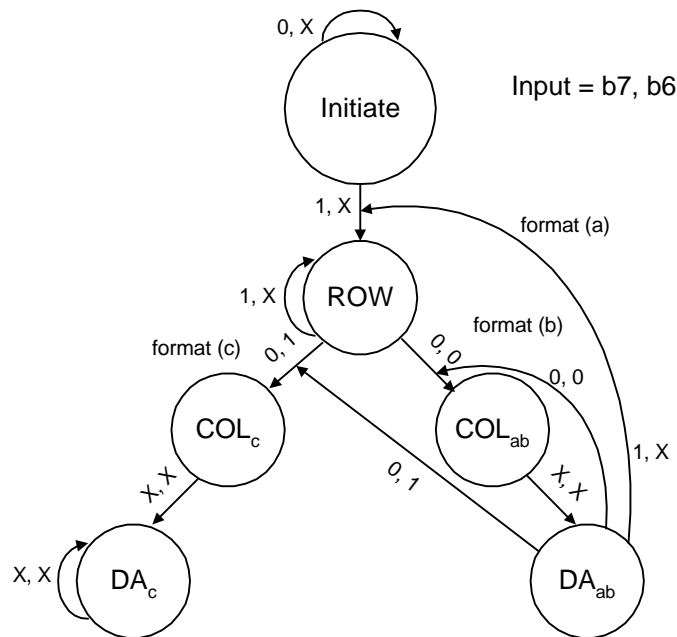 0, X
Initiate
Input = b7, b6
1, X
format (a)
ROW
1, X
format (b)
format (c)
0, 1
0, 0
0, 0
COLc
COLab
1, X
0, 1
X, X
X, X
X, X
DAc
DAab